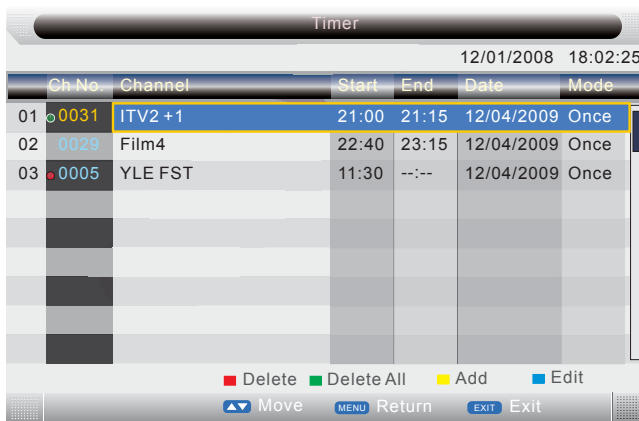 Timer
12/01/2008 18:02:25
Ch No. Channel Start End Date Mode
01 0031 ITV2 +1 21:00 21:15 12/04/2009 Once
02 0029 Film4 22:40 23:15 12/04/2009 Once
03 0005 YLE FST 11:30 --:-- 12/04/2009 Once
Delete Delete All Add Edit
Move MENU Return EXIT Exit